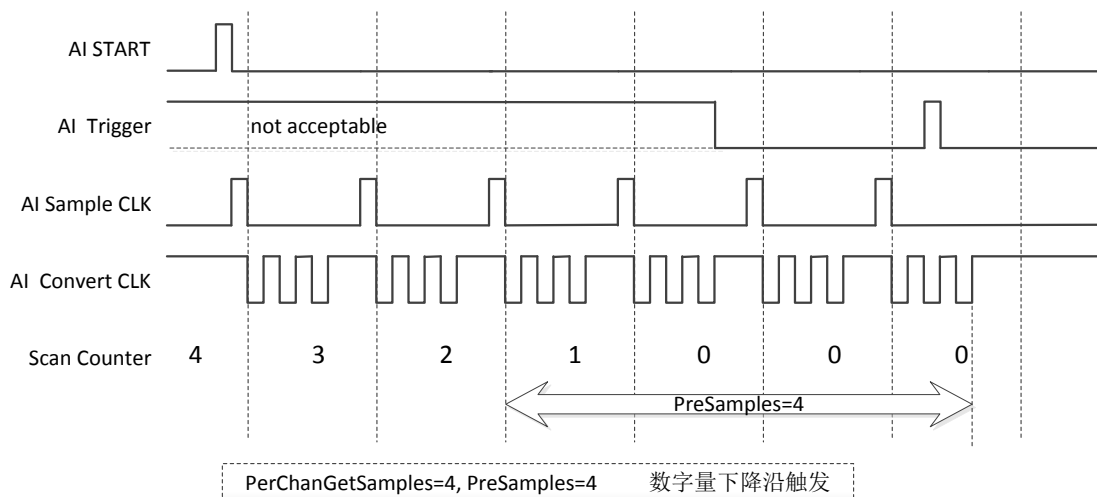 AI START
AI Trigger
not acceptable
AI Sample CLK
AI Convert CLK
Scan Counter 4 3 2 1 0 0 0
PreSamples=4
PerChanGetSamples=4, PreSamples=4 数字量下降沿触发